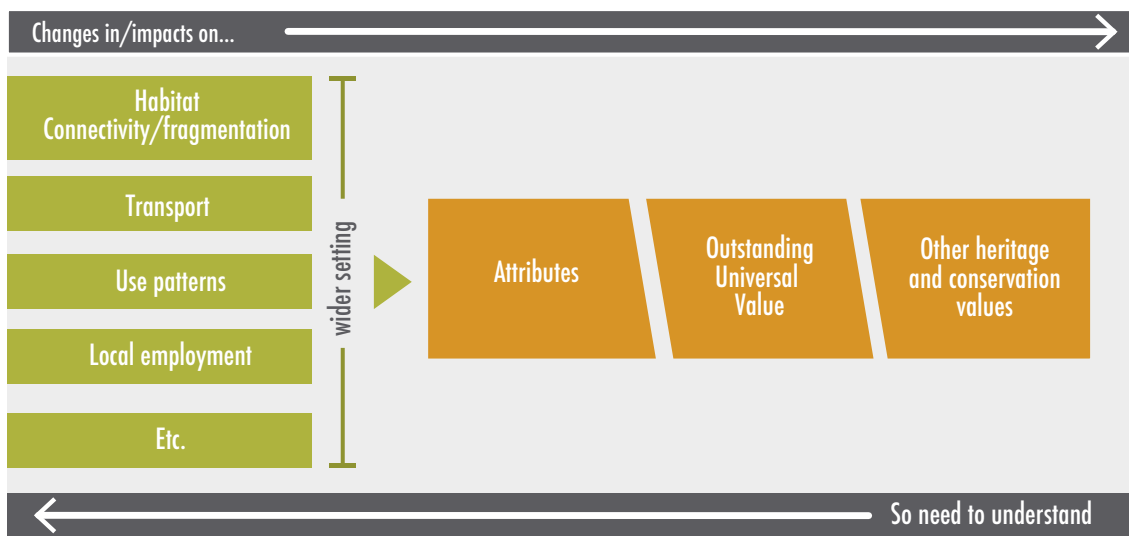 Changes in/impacts on...
Habitat
Connectivity/fragmentation
Transport
Use patterns
Local employment
Etc.
wider setting
Attributes
Outstanding
Universal
Value
Other heritage
and conservation
values
So need to understand